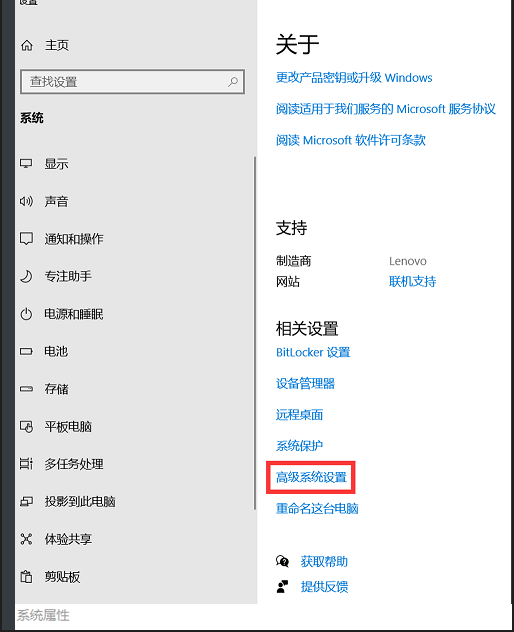 设置
主页
查找设置
系统
显示
声音
通知和操作
专注助手
电源和睡眠
电池
存储
平板电脑
多任务处理
投影到此电脑
体验共享
剪贴板
关于
更改产品密钥或升级 Windows
阅读适用于我们服务的 Microsoft 服务协议
阅读 Microsoft 软件许可条款
支持
制造商 Lenovo
网站 联机支持
相关设置
BitLocker 设置
设备管理器
远程桌面
系统保护
高级系统设置
重命名这台电脑
获取帮助
提供反馈
系统属性